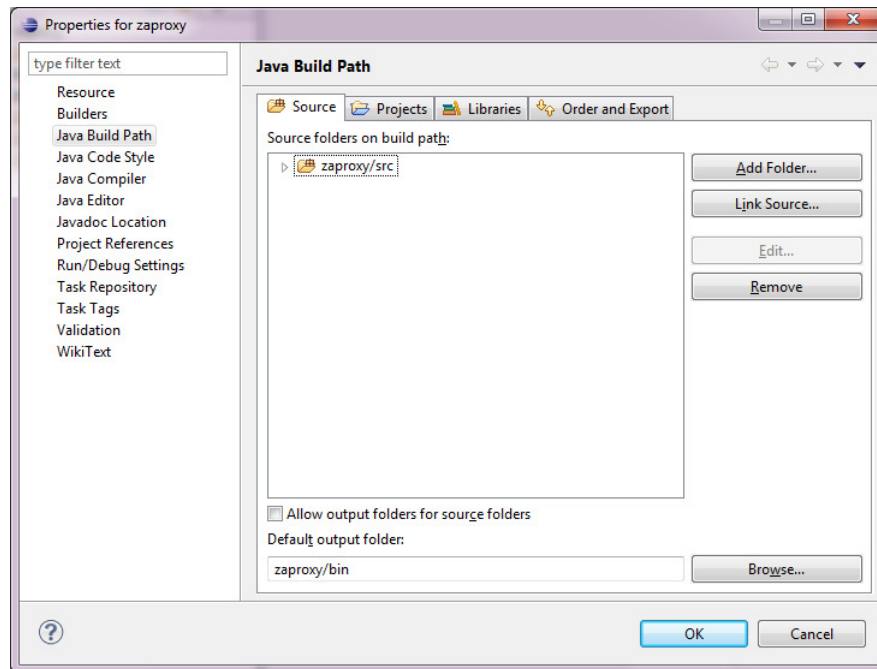 Properties for zaproxy
type filter text
Resource
Builders
Java Build Path
Java Code Style
Java Compiler
Java Editor
Javadoc Location
Project References
Run/Debug Settings
Task Repository
Task Tags
Validation
WikiText
Java Build Path
Source Projects Libraries Order and Export
Source folders on build path:
zaproxy/src
Add Folder...
Link Source...
Edit...
Remove
Allow output folders for source folders
Default output folder:
zaproxy/bin
Browse...
OK Cancel